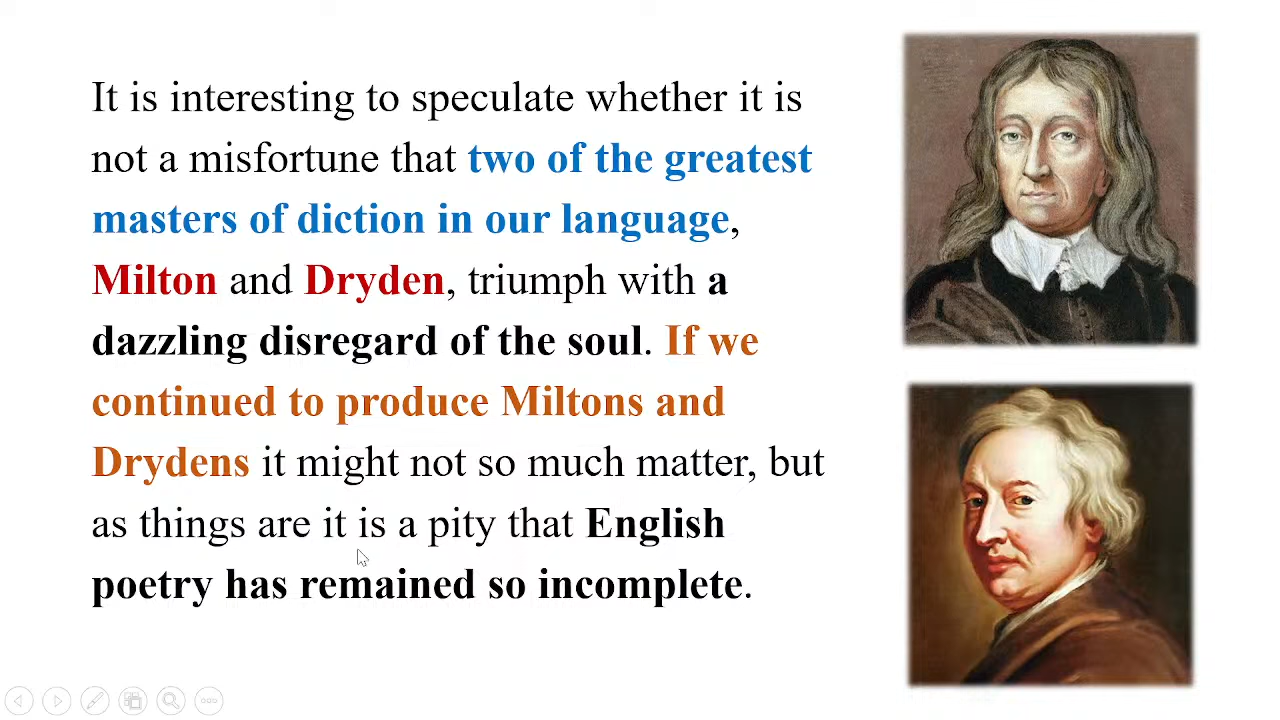 It is interesting to speculate whether it is
not a misfortune that two of the greatest
masters of diction in our language,
Milton and Dryden, triumph with a
dazzling disregard of the soul. If we
continued to produce Miltons and
Drydens it might not so much matter, but
as things are it is a pity that English
poetry has remained so incomplete.